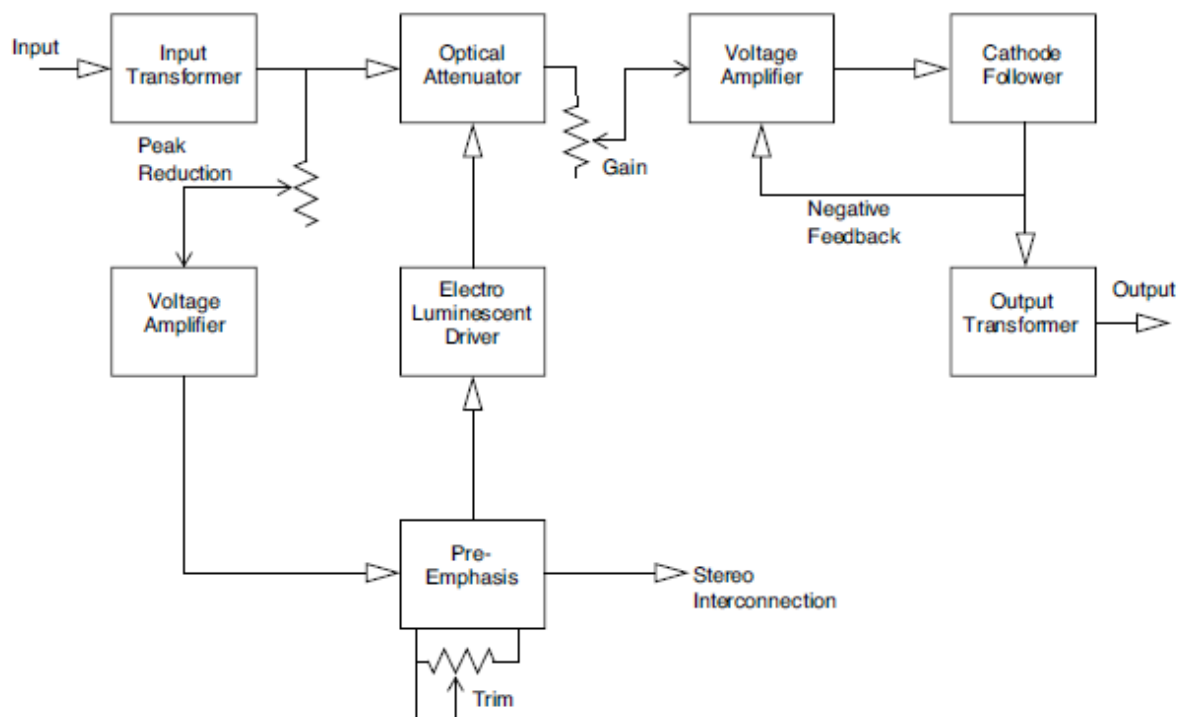 Input
Input
Transformer
Optical
Attenuator
Voltage
Amplifier
Cathode
Follower
Peak
Reduction
Gain
Negative
Feedback
Voltage
Amplifier
Electro
Luminescent
Driver
Output
Transformer
Output
Pre-
Emphasis
Stereo
Interconnection
Trim